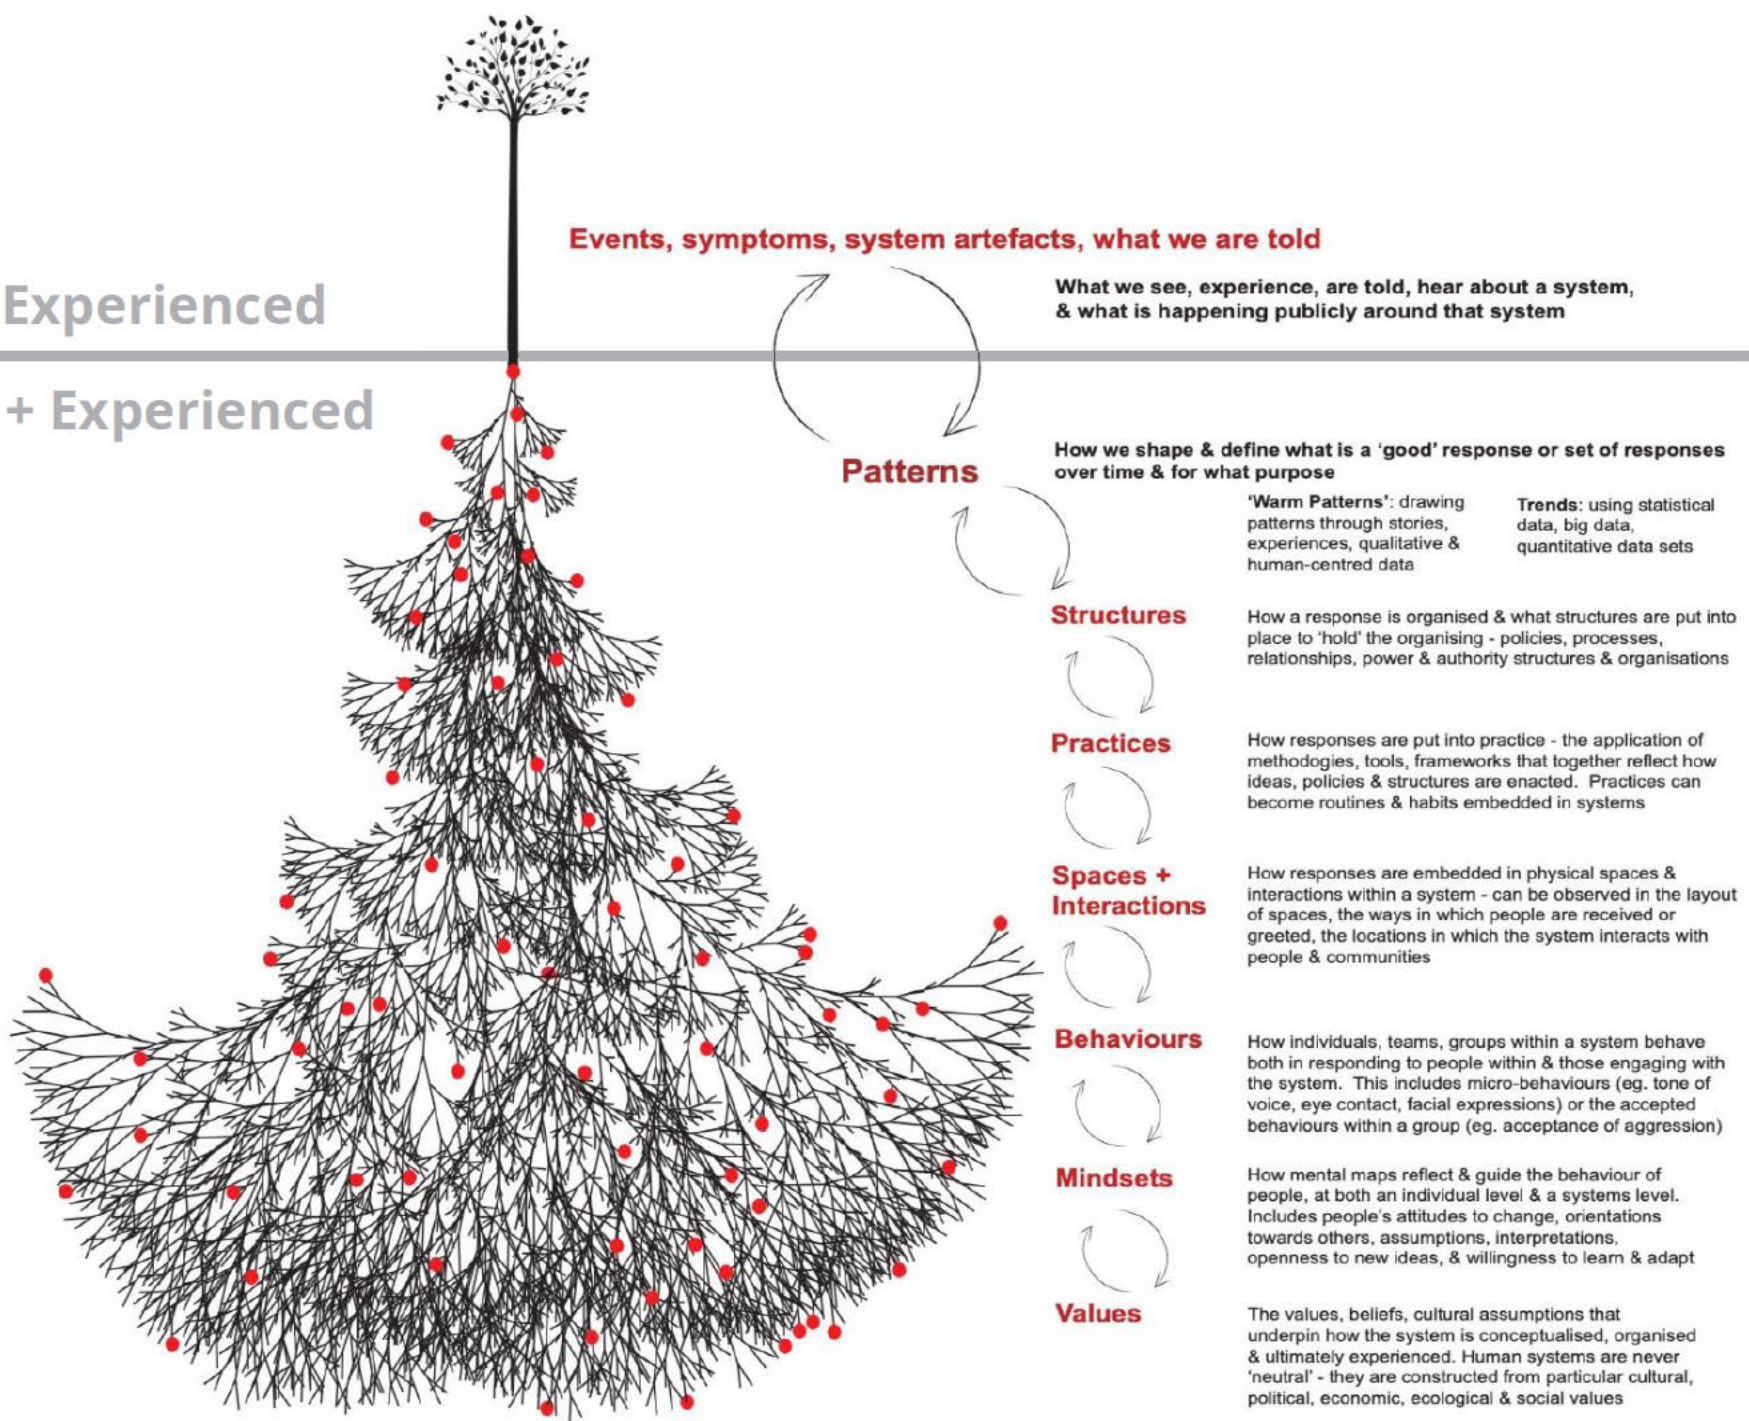 Events, symptoms, system artefacts, what we are told
Experienced
What we see, experience, are told, hear about a system,
& what is happening publicly around that system
+ Experienced
Patterns
How we shape & define what is a ‘good’ response or set of responses
over time & for what purpose
‘Warm Patterns’: drawing
patterns through stories,
experiences, qualitative &
human-centred data
Trends: using statistical
data, big data,
quantitative data sets
Structures
How a response is organised & what structures are put into
place to ‘hold’ the organising - policies, processes,
relationships, power & authority structures & organisations
Practices
How responses are put into practice - the application of
methodogies, tools, frameworks that together reflect how
ideas, policies & structures are enacted.  Practices can
become routines & habits embedded in systems
Spaces +
Interactions
How responses are embedded in physical spaces &
interactions within a system - can be observed in the layout
of spaces, the ways in which people are received or
greeted, the locations in which the system interacts with
people & communities
Behaviours
How individuals, teams, groups within a system behave
both in responding to people within & those engaging with
the system.  This includes micro-behaviours (eg. tone of
voice, eye contact, facial expressions) or the accepted
behaviours within a group (eg. acceptance of aggression)
Mindsets
How mental maps reflect & guide the behaviour of
people, at both an individual level & a systems level.
Includes people’s attitudes to change, orientations
towards others, assumptions, interpretations,
openness to new ideas, & willingness to learn & adapt
Values
The values, beliefs, cultural assumptions that
underpin how the system is conceptualised, organised
& ultimately experienced. Human systems are never
‘neutral’ - they are constructed from particular cultural,
political, economic, ecological & social values